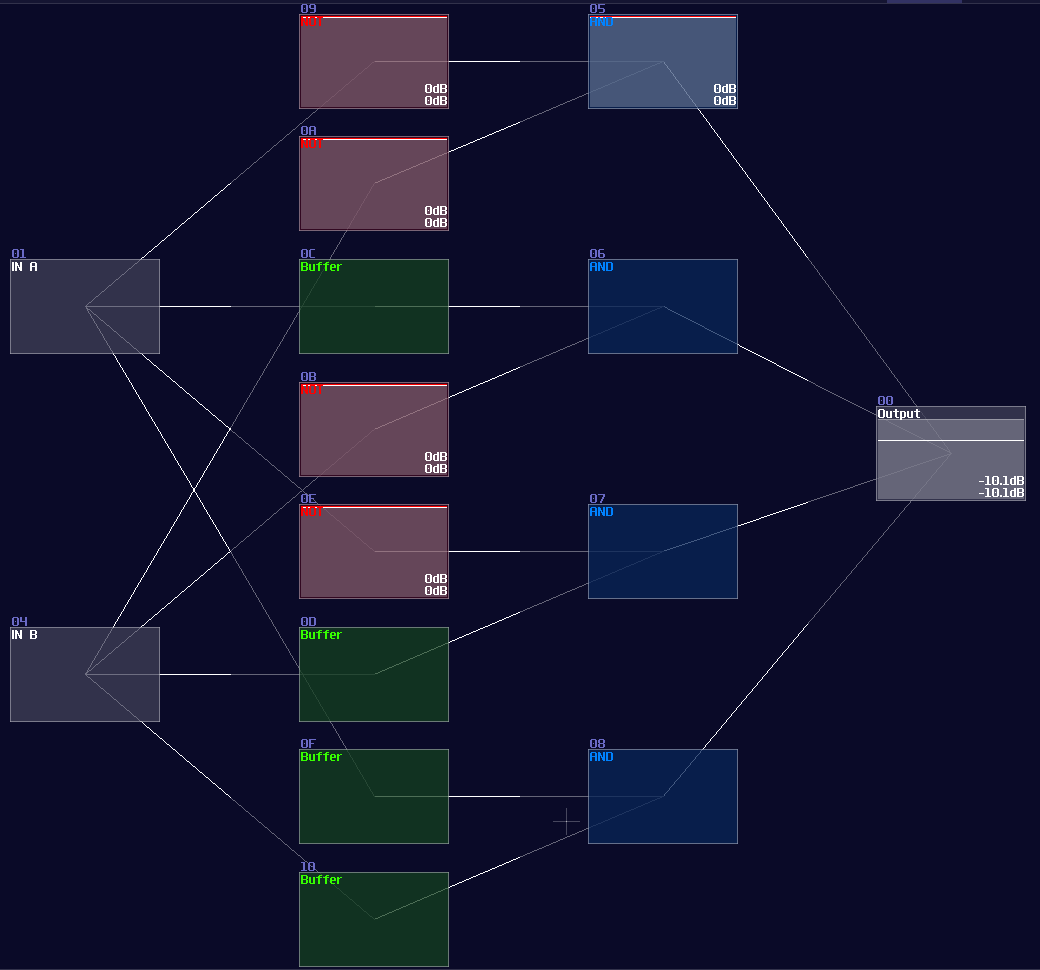 09
NOT
0dB
0dB
05
AND
0dB
0dB
0A
NOT
0dB
0dB
01
IN A
0C
Buffer
06
AND
0B
NOT
0dB
0dB
00
Output
-10.1dB
-10.1dB
0E
NOT
0dB
0dB
07
AND
04
IN B
0D
Buffer
0F
Buffer
08
AND
10
Buffer